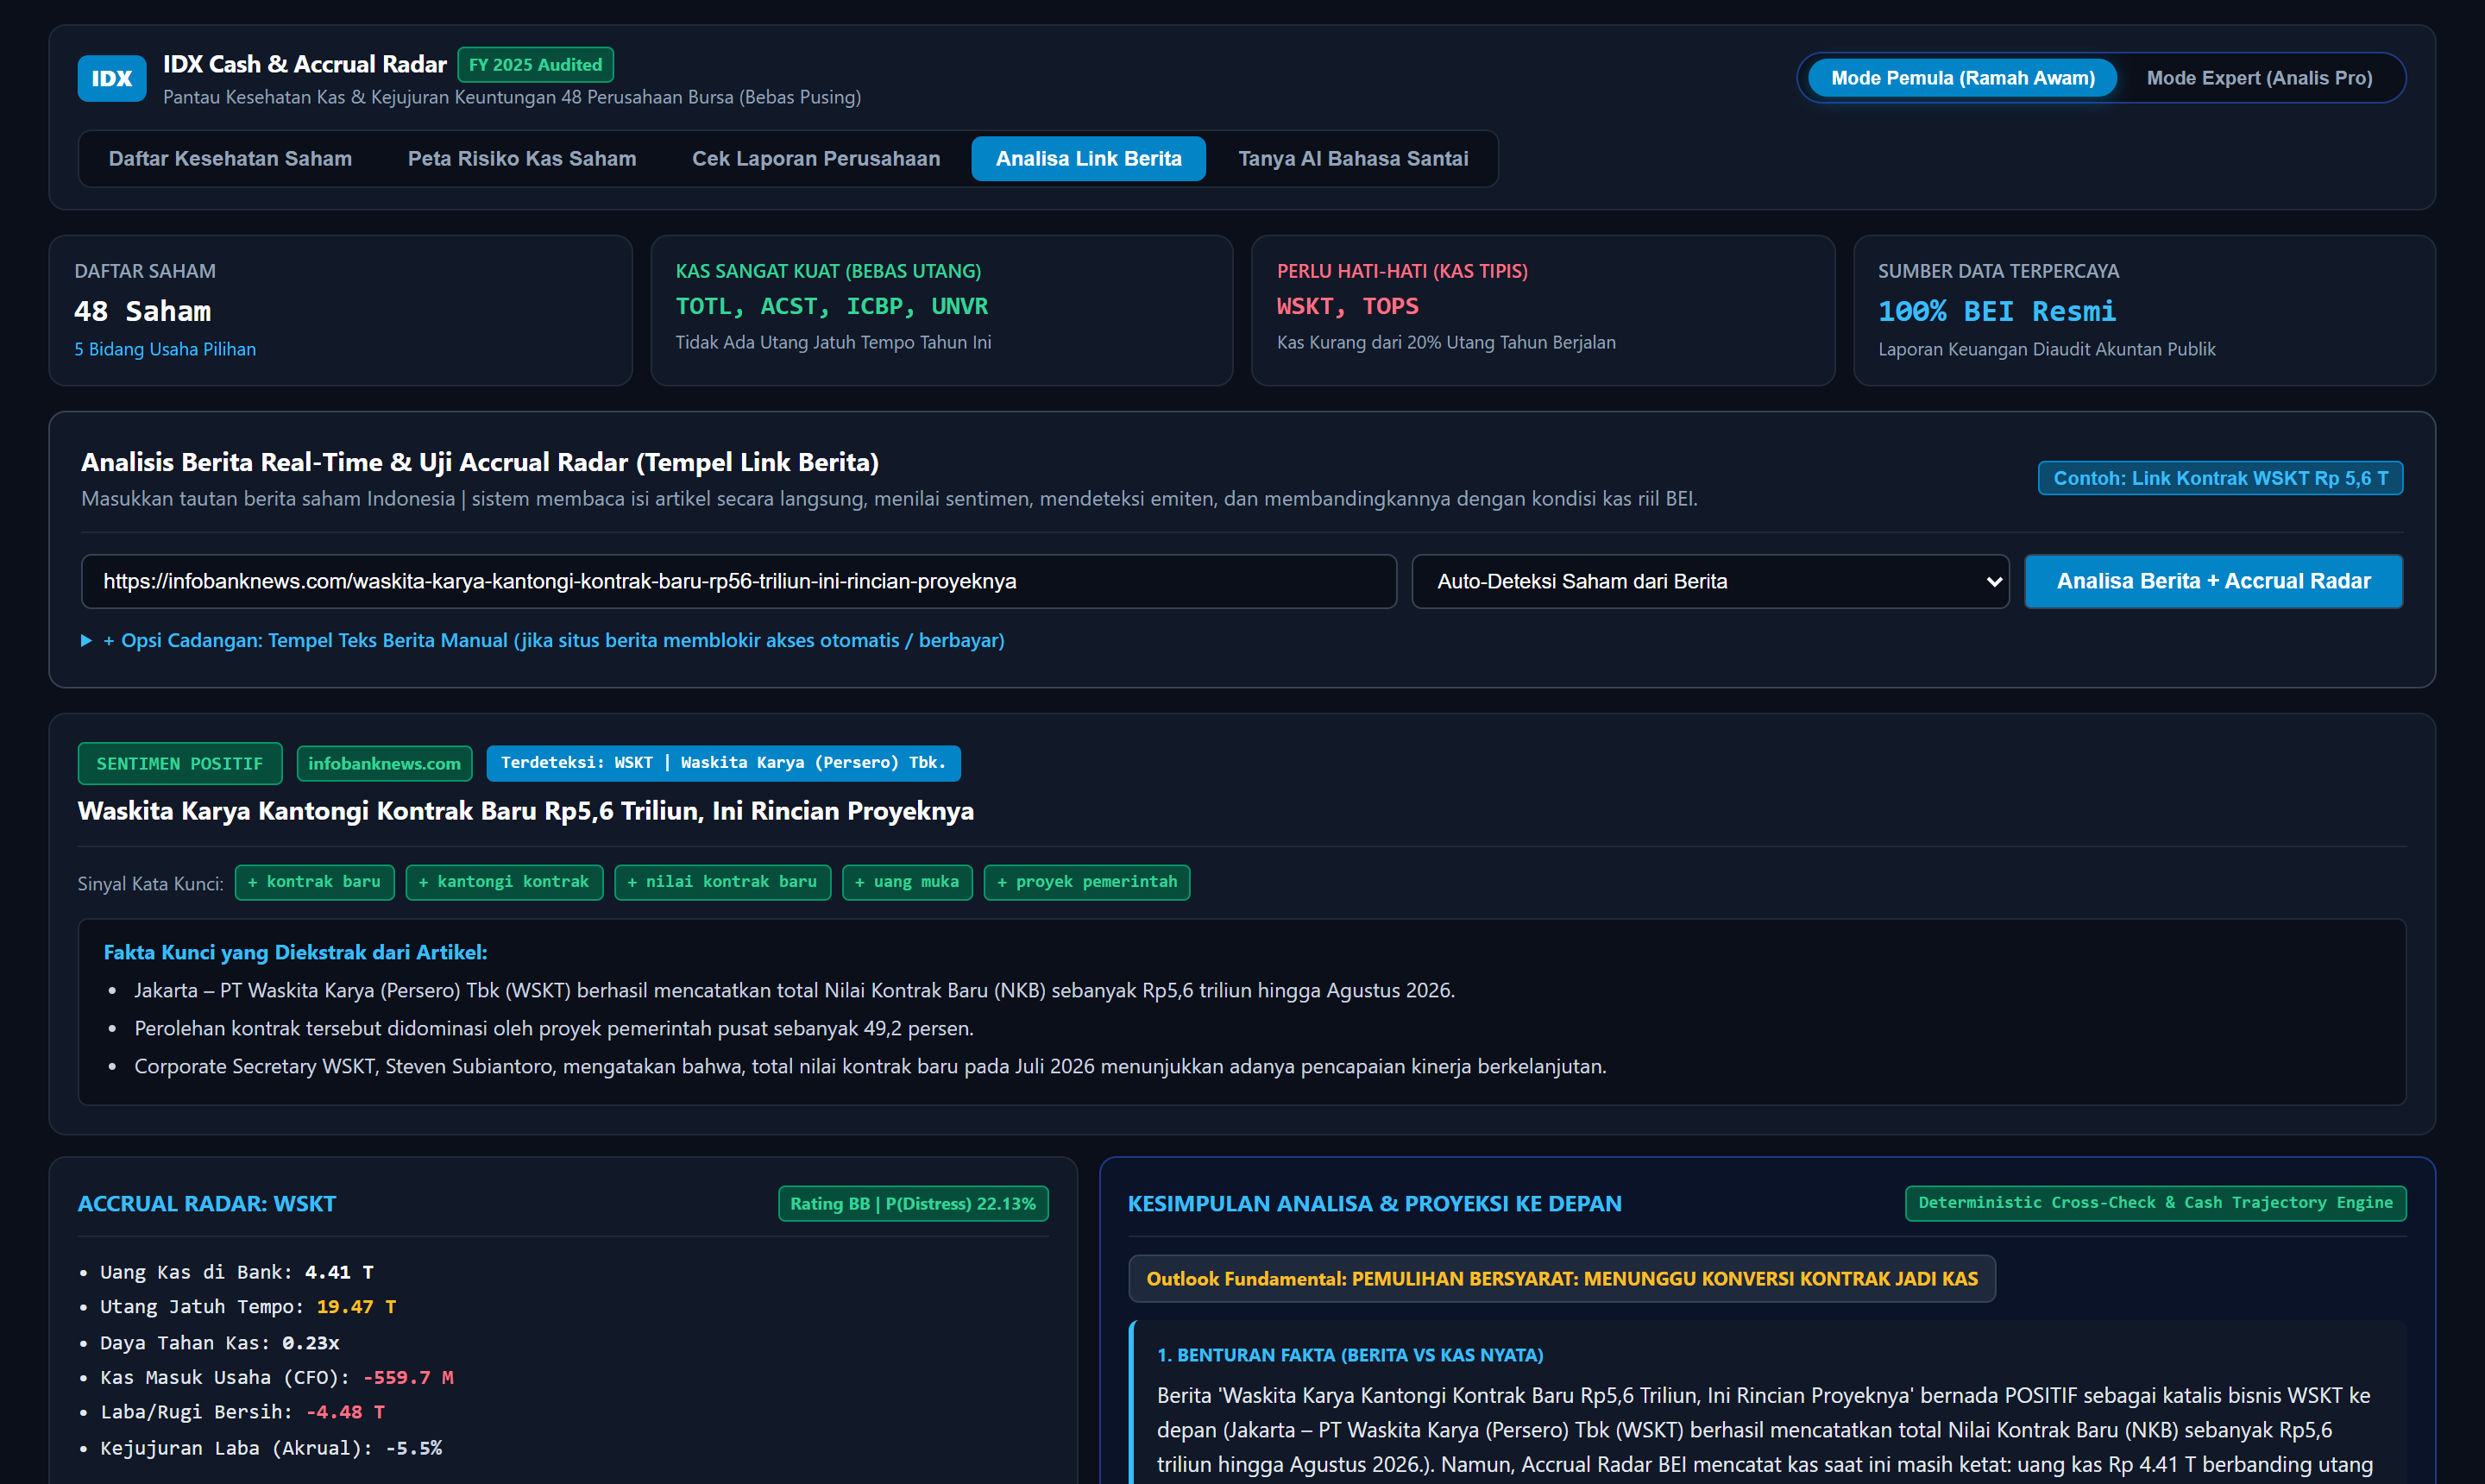 IDX
IDX Cash & Accrual Radar
FY 2025 Audited
Pantau Kesehatan Kas & Kejujuran Keuntungan 48 Perusahaan Bursa (Bebas Pusing)
Mode Pemula (Ramah Awam)
Mode Expert (Analis Pro)
Daftar Kesehatan Saham
Peta Risiko Kas Saham
Cek Laporan Perusahaan
Analisa Link Berita
Tanya AI Bahasa Santai
DAFTAR SAHAM
48 Saham
5 Bidang Usaha Pilihan
KAS SANGAT KUAT (BEBAS UTANG)
TOTL, ACST, ICBP, UNVR
Tidak Ada Utang Jatuh Tempo Tahun Ini
PERLU HATI-HATI (KAS TIPIS)
WSKT, TOPS
Kas Kurang dari 20% Utang Tahun Berjalan
SUMBER DATA TERPERCAYA
100% BEI Resmi
Laporan Keuangan Diaudit Akuntan Publik
Analisis Berita Real-Time & Uji Accrual Radar (Tempel Link Berita)
Masukkan tautan berita saham Indonesia | sistem membaca isi artikel secara langsung, menilai sentimen, mendeteksi emiten, dan membandingkannya dengan kondisi kas riil BEI.
Contoh: Link Kontrak WSKT Rp 5,6 T
https://infobanknews.com/waskita-karya-kantongi-kontrak-baru-rp56-triliun-ini-rincian-proyeknya
Auto-Deteksi Saham dari Berita
Analisa Berita + Accrual Radar
+ Opsi Cadangan: Tempel Teks Berita Manual (jika situs berita memblokir akses otomatis / berbayar)
SENTIMEN POSITIF
infobanknews.com
Terdeteksi: WSKT | Waskita Karya (Persero) Tbk.
Waskita Karya Kantongi Kontrak Baru Rp5,6 Triliun, Ini Rincian Proyeknya
Sinyal Kata Kunci:
+ kontrak baru
+ kantongi kontrak
+ nilai kontrak baru
+ uang muka
+ proyek pemerintah
Fakta Kunci yang Diekstrak dari Artikel:
• Jakarta – PT Waskita Karya (Persero) Tbk (WSKT) berhasil mencatatkan total Nilai Kontrak Baru (NKB) sebanyak Rp5,6 triliun hingga Agustus 2026.
• Perolehan kontrak tersebut didominasi oleh proyek pemerintah pusat sebanyak 49,2 persen.
• Corporate Secretary WSKT, Steven Subiantoro, mengatakan bahwa, total nilai kontrak baru pada Juli 2026 menunjukkan adanya pencapaian kinerja berkelanjutan.
ACCRUAL RADAR: WSKT
Rating BB | P(Distress) 22.13%
• Uang Kas di Bank: 4.41 T
• Utang Jatuh Tempo: 19.47 T
• Daya Tahan Kas: 0.23x
• Kas Masuk Usaha (CFO): -559.7 M
• Laba/Rugi Bersih: -4.48 T
• Kejujuran Laba (Akrual): -5.5%
KESIMPULAN ANALISA & PROYEKSI KE DEPAN
Deterministic Cross-Check & Cash Trajectory Engine
Outlook Fundamental: PEMULIHAN BERSYARAT: MENUNGGU KONVERSI KONTRAK JADI KAS
1. BENTURAN FAKTA (BERITA VS KAS NYATA)
Berita 'Waskita Karya Kantongi Kontrak Baru Rp5,6 Triliun, Ini Rincian Proyeknya' bernada POSITIF sebagai katalis bisnis WSKT ke
depan (Jakarta – PT Waskita Karya (Persero) Tbk (WSKT) berhasil mencatatkan total Nilai Kontrak Baru (NKB) sebanyak Rp5,6
triliun hingga Agustus 2026.). Namun, Accrual Radar BEI mencatat kas saat ini masih ketat: uang kas Rp 4.41 T berbanding utang